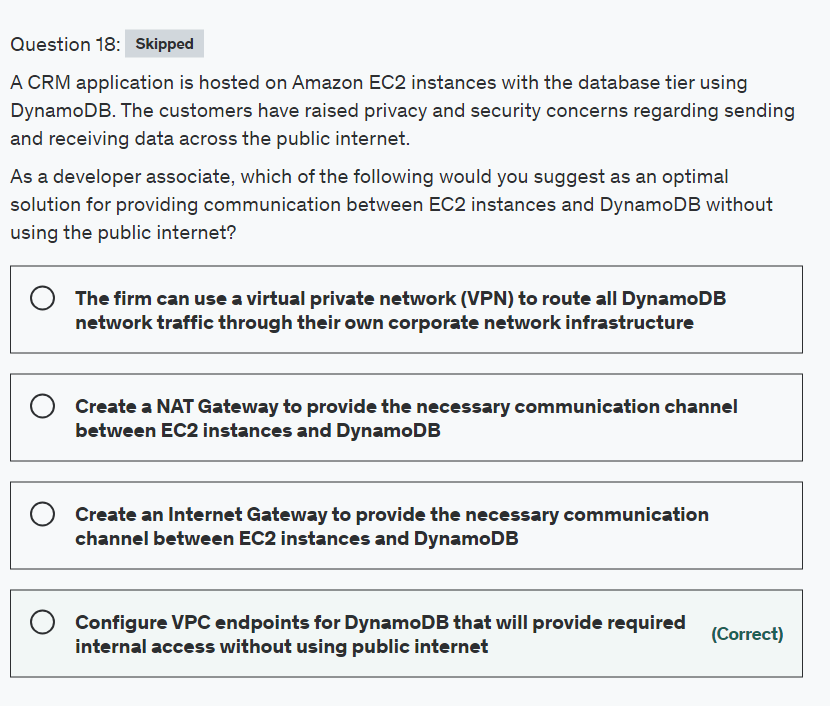 Question 18: Skipped
A CRM application is hosted on Amazon EC2 instances with the database tier using
DynamoDB. The customers have raised privacy and security concerns regarding sending
and receiving data across the public internet.
As a developer associate, which of the following would you suggest as an optimal
solution for providing communication between EC2 instances and DynamoDB without
using the public internet?
The firm can use a virtual private network (VPN) to route all DynamoDB
network traffic through their own corporate network infrastructure
Create a NAT Gateway to provide the necessary communication channel
between EC2 instances and DynamoDB
Create an Internet Gateway to provide the necessary communication
channel between EC2 instances and DynamoDB
Configure VPC endpoints for DynamoDB that will provide required
internal access without using public internet
(Correct)